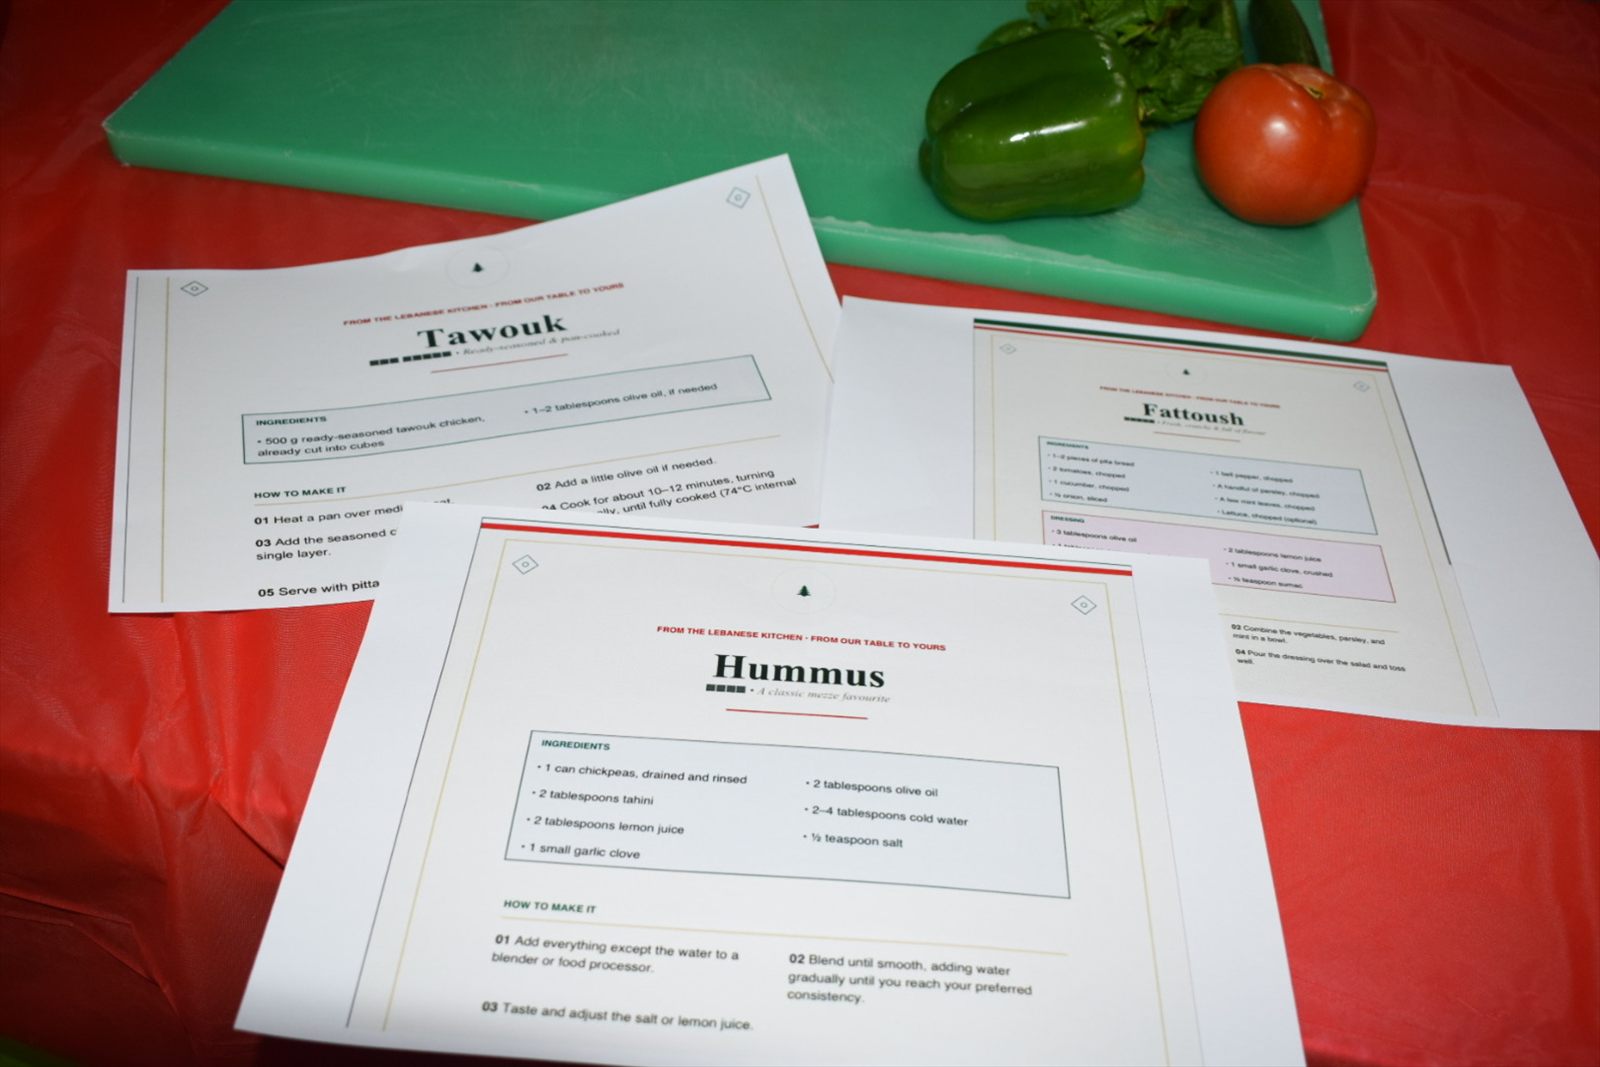 FROM THE LEBANESE KITCHEN · FROM OUR TABLE TO YOURS
Tawouk
• Ready-seasoned & pan-cooked
INGREDIENTS
• 500 g ready-seasoned tawouk chicken,
already cut into cubes
• 1–2 tablespoons olive oil, if needed
HOW TO MAKE IT
01 Heat a pan over
02 Add a little olive oil if needed.
03 Add the seasoned
single layer.
04 Cook for about 10–12 minutes, turning
until fully cooked (74°C internal
05 Serve with pitta
FROM THE LEBANESE KITCHEN · FROM OUR TABLE TO YOURS
Fattoush
• Fresh, crunchy & full of flavour
INGREDIENTS
• 1–2 pieces of pita bread
• 2 tomatoes, chopped
• 1 cucumber, chopped
• ½ onion, sliced
• 1 bell pepper, chopped
• A handful of parsley, chopped
• A few mint leaves, chopped
• Lettuce, chopped (optional)
DRESSING
• 3 tablespoons olive oil
• 2 tablespoons lemon juice
• 1 small garlic clove, crushed
• ½ teaspoon sumac
02 Combine the vegetables, parsley, and
mint in a bowl.
04 Pour the dressing over the salad and toss
well.
FROM THE LEBANESE KITCHEN · FROM OUR TABLE TO YOURS
Hummus
• A classic mezze favourite
INGREDIENTS
• 1 can chickpeas, drained and rinsed
• 2 tablespoons tahini
• 2 tablespoons lemon juice
• 1 small garlic clove
• 2 tablespoons olive oil
• 2–4 tablespoons cold water
• ½ teaspoon salt
HOW TO MAKE IT
01 Add everything except the water to a
blender or food processor.
02 Blend until smooth, adding water
gradually until you reach your preferred
consistency.
03 Taste and adjust the salt or lemon juice.